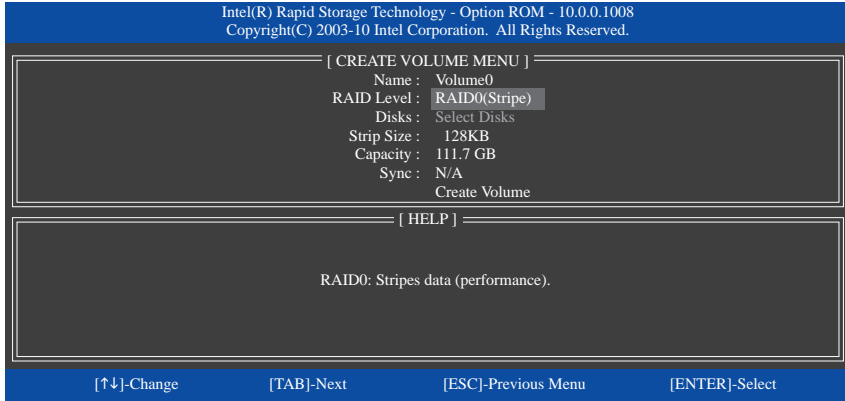 Intel(R) Rapid Storage Technology - Option ROM - 10.0.0.1008
Copyright(C) 2003-10 Intel Corporation. All Rights Reserved.
[ CREATE VOLUME MENU ]
Name : Volume0
RAID Level : RAID0(Stripe)
Disks : Select Disks
Strip Size : 128KB
Capacity : 111.7 GB
Sync : N/A
Create Volume
[ HELP ]
RAID0: Stripes data (performance).
[↑↓]-Change [TAB]-Next [ESC]-Previous Menu [ENTER]-Select